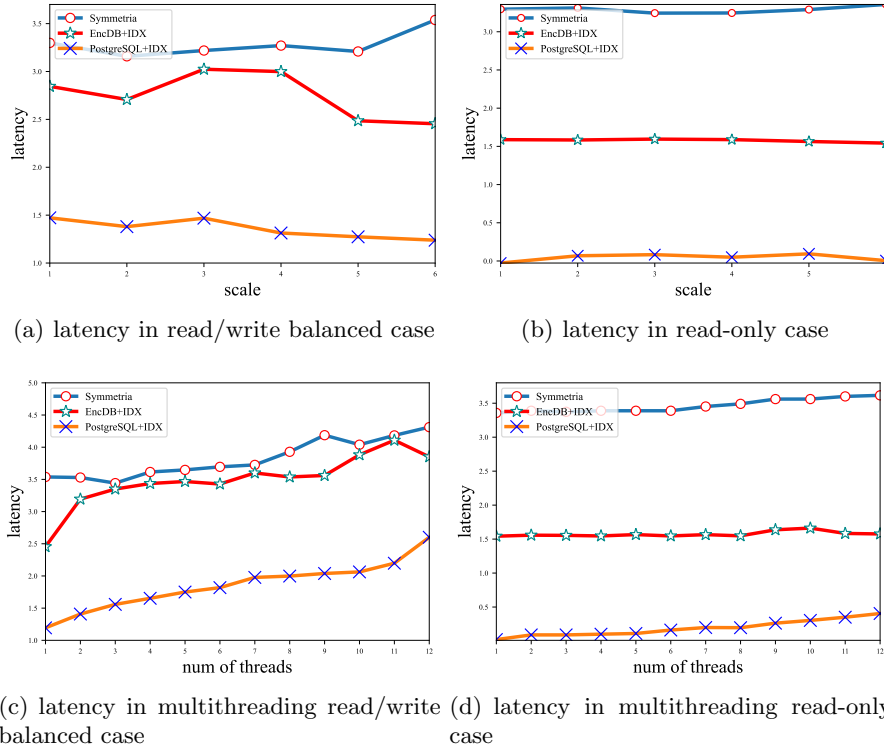 Symmetria
EncDB+IDX
PostgreSQL+IDX
latency
3.5
3.0
2.5
2.0
1.5
1.0
1
2
3
4
5
6
scale
(a) latency in read/write balanced case
Symmetria
EncDB+IDX
PostgreSQL+IDX
latency
3.0
2.5
2.0
1.5
1.0
0.5
0.0
1
2
3
4
5
scale
(b) latency in read-only case
Symmetria
EncDB+IDX
PostgreSQL+IDX
latency
5.0
4.5
4.0
3.5
3.0
2.5
2.0
1.5
1.0
1
2
3
4
5
6
7
8
9
10
11
12
num of threads
(c) latency in multithreading read/write
balanced case
Symmetria
EncDB+IDX
PostgreSQL+IDX
latency
3.5
3.0
2.5
2.0
1.5
1.0
0.5
1
2
3
4
5
6
7
8
9
10
11
12
num of threads
(d) latency in multithreading read-only
case